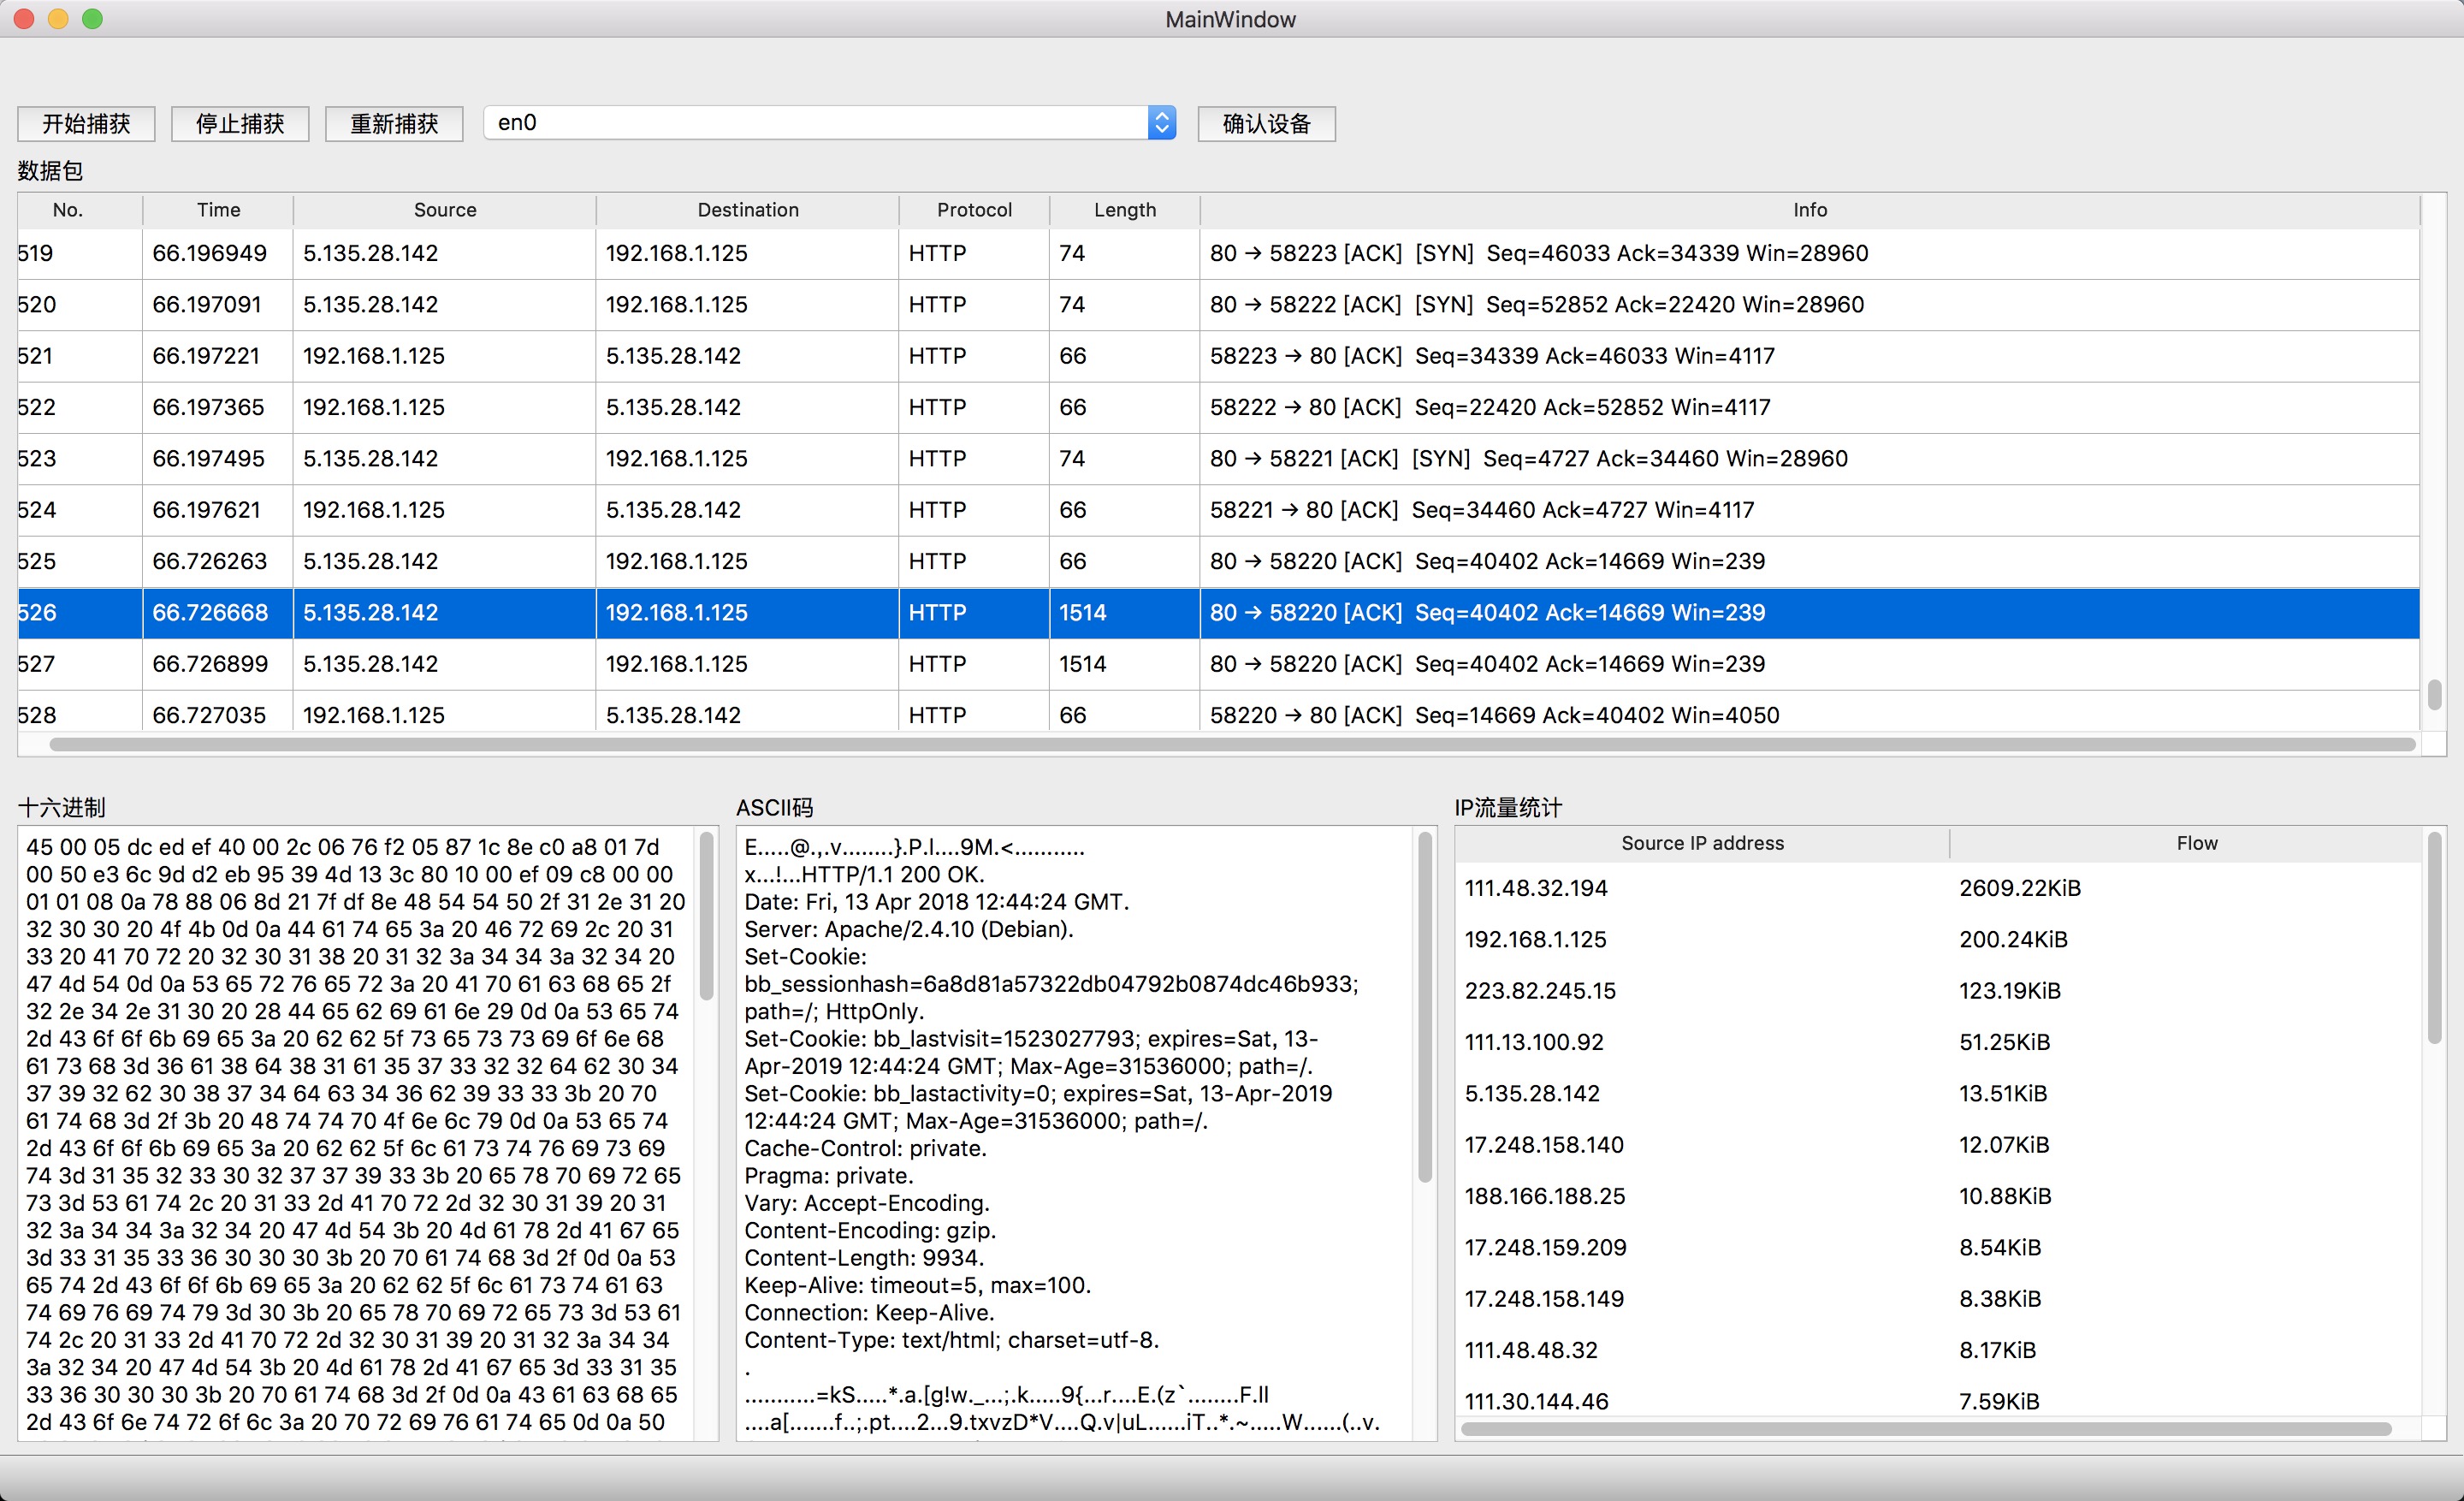 MainWindow
开始捕获 停止捕获 重新捕获 en0 确认设备
数据包
No. Time Source Destination Protocol Length Info
519 66.196949 5.135.28.142 192.168.1.125 HTTP 74 80 → 58223 [ACK] [SYN] Seq=46033 Ack=34339 Win=28960
520 66.197091 5.135.28.142 192.168.1.125 HTTP 74 80 → 58222 [ACK] [SYN] Seq=52852 Ack=22420 Win=28960
521 66.197221 192.168.1.125 5.135.28.142 HTTP 66 58223 → 80 [ACK] Seq=34339 Ack=46033 Win=4117
522 66.197365 192.168.1.125 5.135.28.142 HTTP 66 58222 → 80 [ACK] Seq=22420 Ack=52852 Win=4117
523 66.197495 5.135.28.142 192.168.1.125 HTTP 74 80 → 58221 [ACK] [SYN] Seq=4727 Ack=34460 Win=28960
524 66.197621 192.168.1.125 5.135.28.142 HTTP 66 58221 → 80 [ACK] Seq=34460 Ack=4727 Win=4117
525 66.726263 5.135.28.142 192.168.1.125 HTTP 66 80 → 58220 [ACK] Seq=40402 Ack=14669 Win=239
526 66.726668 5.135.28.142 192.168.1.125 HTTP 1514 80 → 58220 [ACK] Seq=40402 Ack=14669 Win=239
527 66.726899 5.135.28.142 192.168.1.125 HTTP 1514 80 → 58220 [ACK] Seq=40402 Ack=14669 Win=239
528 66.727035 192.168.1.125 5.135.28.142 HTTP 66 58220 → 80 [ACK] Seq=14669 Ack=40402 Win=4050
十六进制
45 00 05 dc ed ef 40 00 2c 06 76 f2 05 87 1c 8e c0 a8 01 7d
00 50 e3 6c 9d d2 eb 95 39 4d 13 3c 80 10 00 ef 09 c8 00 00
01 01 08 0a 78 88 06 8d 21 7f df 8e 48 54 54 50 2f 31 2e 31 20
32 30 30 20 4f 4b 0d 0a 44 61 74 65 3a 20 46 72 69 2c 20 31
33 20 41 70 72 20 32 30 31 38 20 31 32 3a 34 34 3a 32 34 20
47 4d 54 0d 0a 53 65 72 76 65 72 3a 20 41 70 61 63 68 65 2f
32 2e 34 2e 31 30 20 28 44 65 62 69 61 6e 29 0d 0a 53 65 74
2d 43 6f 6f 6b 69 65 3a 20 62 62 5f 73 65 73 73 69 6f 6e 68
61 73 68 3d 36 61 38 64 38 31 61 35 37 33 32 32 64 62 30 34
37 39 32 62 30 38 37 34 64 63 34 36 62 39 33 33 3b 20 70
61 74 68 3d 2f 3b 20 48 74 74 70 4f 6e 6c 79 0d 0a 53 65 74
2d 43 6f 6f 6b 69 65 3a 20 62 62 5f 6c 61 73 74 76 69 73 69
74 3d 31 35 32 33 30 32 37 37 39 33 3b 20 65 78 70 69 72 65
73 3d 53 61 74 2c 20 31 33 2d 41 70 72 2d 32 30 31 39 20 31
32 3a 34 34 3a 32 34 20 47 4d 54 3b 20 4d 61 78 2d 41 67 65
3d 33 31 35 33 36 30 30 30 3b 20 70 61 74 68 3d 2f 0d 0a 53
65 74 2d 43 6f 6f 6b 69 65 3a 20 62 62 5f 6c 61 73 74 61 63
74 69 76 69 74 79 3d 30 3b 20 65 78 70 69 72 65 73 3d 53 61
74 2c 20 31 33 2d 41 70 72 2d 32 30 31 39 20 31 32 3a 34 34
3a 32 34 20 47 4d 54 3b 20 4d 61 78 2d 41 67 65 3d 33 31 35
33 36 30 30 30 3b 20 70 61 74 68 3d 2f 0d 0a 43 61 63 68 65
2d 43 6f 6e 74 72 6f 6c 3a 20 70 72 69 76 61 74 65 0d 0a 50
ASCII码
E.....@.,.v........}.P.l....9M.<...........
x...!...HTTP/1.1 200 OK.
Date: Fri, 13 Apr 2018 12:44:24 GMT.
Server: Apache/2.4.10 (Debian).
Set-Cookie:
bb_sessionhash=6a8d81a57322db04792b0874dc46b933;
path=/; HttpOnly.
Set-Cookie: bb_lastvisit=1523027793; expires=Sat, 13-
Apr-2019 12:44:24 GMT; Max-Age=31536000; path=/.
Set-Cookie: bb_lastactivity=0; expires=Sat, 13-Apr-2019
12:44:24 GMT; Max-Age=31536000; path=/.
Cache-Control: private.
Pragma: private.
Vary: Accept-Encoding.
Content-Encoding: gzip.
Content-Length: 9934.
Keep-Alive: timeout=5, max=100.
Connection: Keep-Alive.
Content-Type: text/html; charset=utf-8.
.
...........=kS.....*.a.[g!w._...;.k.....9{...r....E.(z`........F.ll
....a[.......f..;.pt....2...9.txvzD*V....Q.v|uL......iT..*.~.....W......(..v.
IP流量统计
Source IP address Flow
111.48.32.194 2609.22KiB
192.168.1.125 200.24KiB
223.82.245.15 123.19KiB
111.13.100.92 51.25KiB
5.135.28.142 13.51KiB
17.248.158.140 12.07KiB
188.166.188.25 10.88KiB
17.248.159.209 8.54KiB
17.248.158.149 8.38KiB
111.48.48.32 8.17KiB
111.30.144.46 7.59KiB